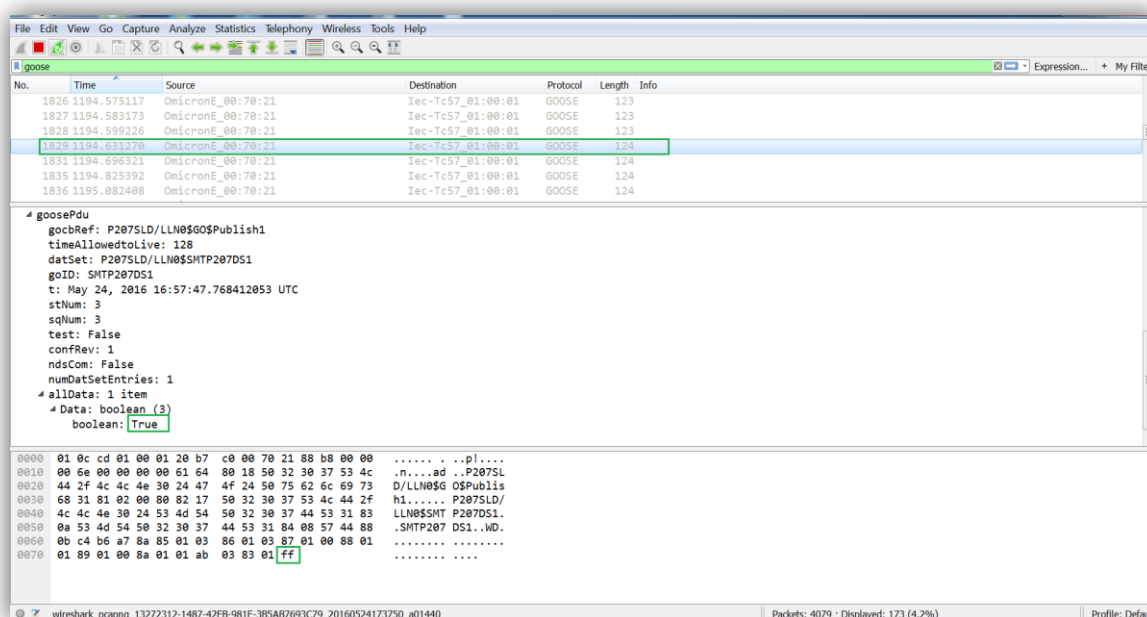 File Edit View Go Capture Analyze Statistics Telephony Wireless Tools Help
goose Expression... + My Filte
No. Time Source Destination Protocol Length Info
1826 1194.575117 OmicronE_00:70:21 Iec-Tc57_01:00:01 GOOSE 123
1827 1194.583173 OmicronE_00:70:21 Iec-Tc57_01:00:01 GOOSE 123
1828 1194.599226 OmicronE_00:70:21 Iec-Tc57_01:00:01 GOOSE 123
1829 1194.631270 OmicronE_00:70:21 Iec-Tc57_01:00:01 GOOSE 124
1831 1194.696321 OmicronE_00:70:21 Iec-Tc57_01:00:01 GOOSE 124
1835 1194.825392 OmicronE_00:70:21 Iec-Tc57_01:00:01 GOOSE 124
1836 1195.082408 OmicronE_00:70:21 Iec-Tc57_01:00:01 GOOSE 124
goosePdu
gocbRef: P207SLD/LLN0$GO$Publish1
timeAllowedtoLive: 128
datSet: P207SLD/LLN0$SMTP207DS1
goID: SMTP207DS1
t: May 24, 2016 16:57:47.768412053 UTC
stNum: 3
sqNum: 3
test: False
confRev: 1
ndsCom: False
numDatSetEntries: 1
allData: 1 item
Data: boolean (3)
boolean: True
0000 01 0c cd 01 00 01 20 b7 c0 00 70 21 88 b8 00 00 ...... . ..p!....
0010 00 6e 00 00 00 00 61 64 80 18 50 32 30 37 53 4c .n....ad ..P207SL
0020 44 2f 4c 4c 4e 30 24 47 4f 24 50 75 62 6c 69 73 D/LLN0$G O$Publis
0030 68 31 81 02 00 80 82 17 50 32 30 37 53 4c 44 2f h1...... P207SLD/
0040 4c 4c 4e 30 24 53 4d 54 50 32 30 37 44 53 31 83 LLN0$SMT P207DS1.
0050 0a 53 4d 54 50 32 30 37 44 53 31 84 08 57 44 88 .SMTP207 DS1..WD.
0060 0b c4 b6 a7 8a 85 01 03 86 01 03 87 01 00 88 01 ........ ........
0070 01 89 01 00 8a 01 01 ab 03 83 01 ff ........ ....
wireshark_pcapng_13272312-1487-42FB-981F-3B5AB7693C79_20160524173750_a01440 Packets: 4079 · Displayed: 173 (4.2%) Profile: Defau